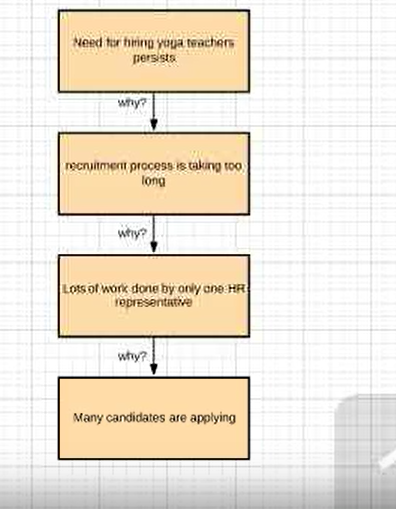 Need for hiring yoga teachers
persists
why?
recruitment process is taking too
long
why?
Lots of work done by only one HR
representative
why?
Many candidates are applying